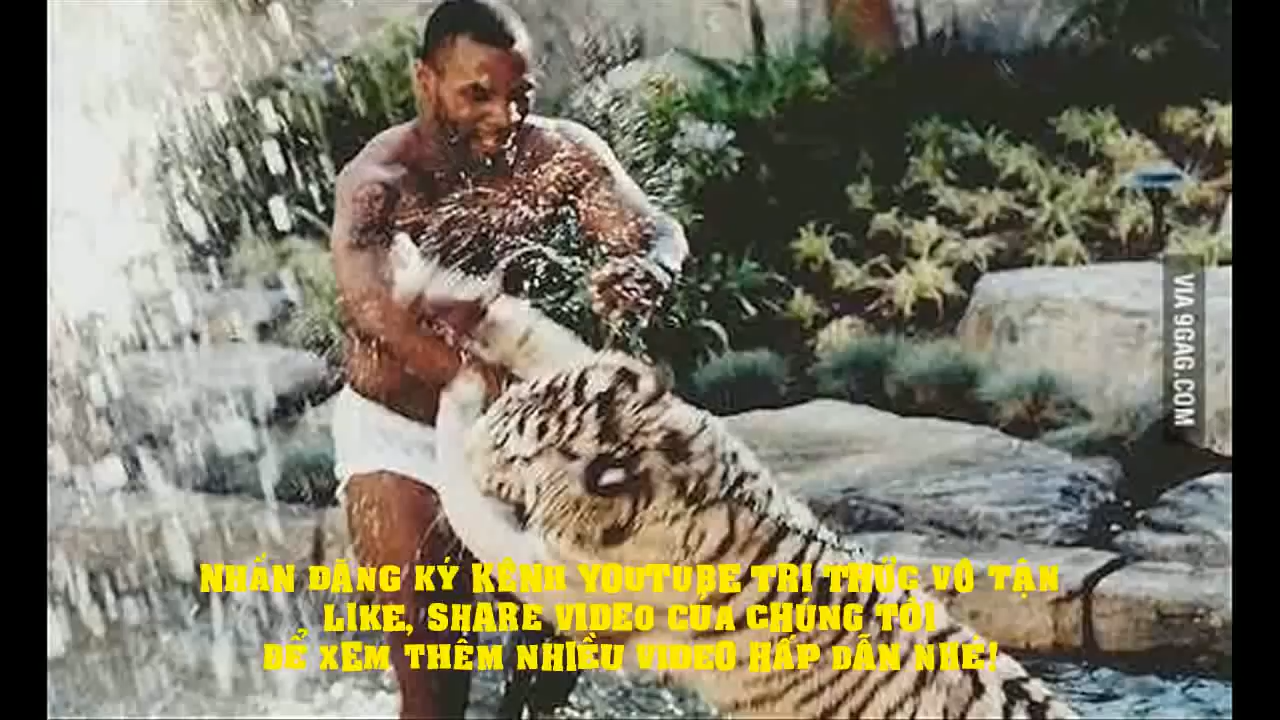 NHẤN ĐĂNG KÝ KÊNH YOUTUBE TRI THỨC VÔ TẬN
LIKE, SHARE VIDEO CỦA CHÚNG TÔI
ĐỂ XEM THÊM NHIỀU VIDEO HẤP DẪN NHÉ!
VIA 9GAG.COM